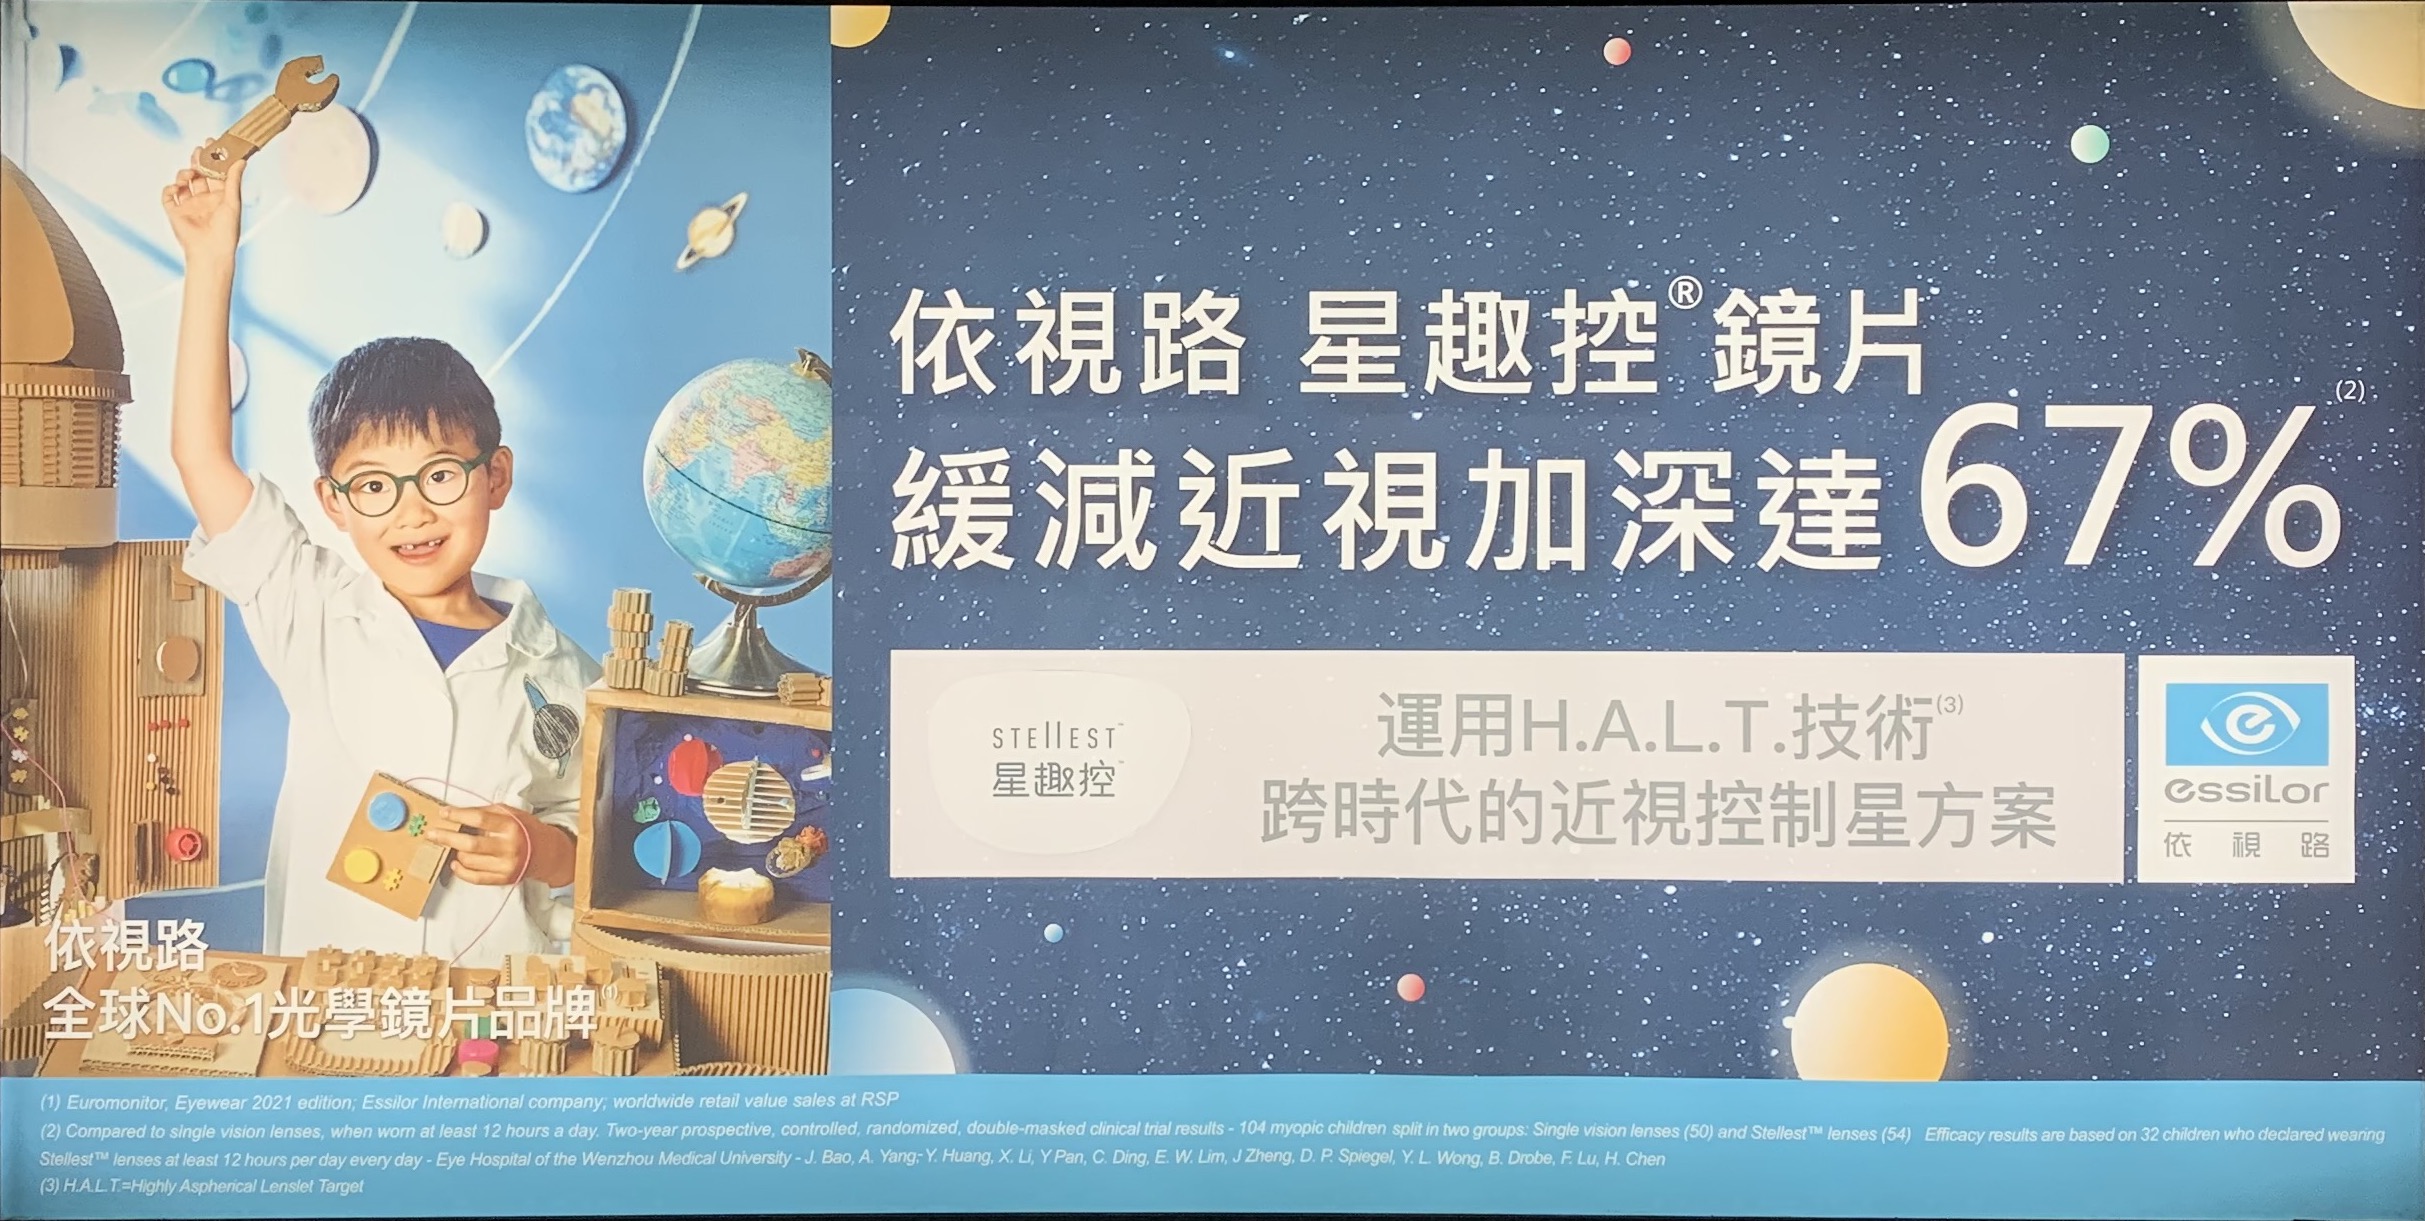 依視路 星趣控®鏡片
緩減近視加深達67%(2)
STELLEST™
星趣控™
運用H.A.L.T.技術(3)
跨時代的近視控制星方案
essilor
依視路
依視路
全球No.1光學鏡片品牌(1)
(1) Euromonitor, Eyewear 2021 edition; Essilor International company; worldwide retail value sales at RSP
(2) Compared to single vision lenses, when worn at least 12 hours a day. Two-year prospective, controlled, randomized, double-masked clinical trial results - 104 myopic children split in two groups: Single vision lenses (50) and Stellest™ lenses (54) Efficacy results are based on 32 children who declared wearing
Stellest™ lenses at least 12 hours per day every day - Eye Hospital of the Wenzhou Medical University - J. Bao, A. Yang, Y. Huang, X. Li, Y Pan, C. Ding, E. W. Lim, J Zheng, D. P. Spiegel, Y. L. Wong, B. Drobe, F. Lu, H. Chen
(3) H.A.L.T.=Highly Aspherical Lenslet Target